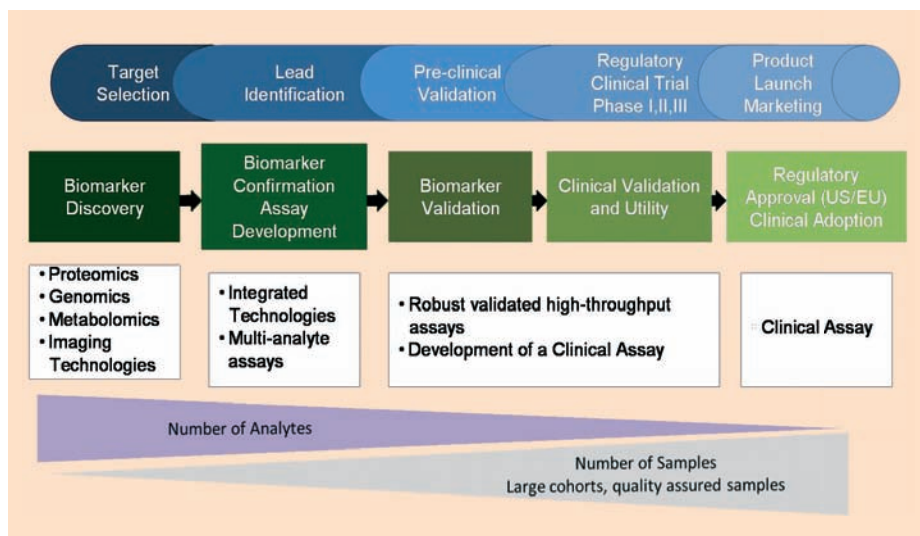 Target
Selection
Lead
Identification
Pre-clinical
Validation
Regulatory
Clinical Trial
Phase I,II,III
Product
Launch
Marketing
Biomarker
Discovery
Biomarker
Confirmation
Assay
Development
Biomarker
Validation
Clinical Validation
and Utility
Regulatory
Approval (US/EU)
Clinical Adoption
• Proteomics
• Genomics
• Metabolomics
• Imaging
Technologies
• Integrated
Technologies
• Multi-analyte
assays
• Robust validated high-throughput
assays
• Development of a Clinical Assay
Clinical Assay
Number of Analytes
Number of Samples
Large cohorts, quality assured samples